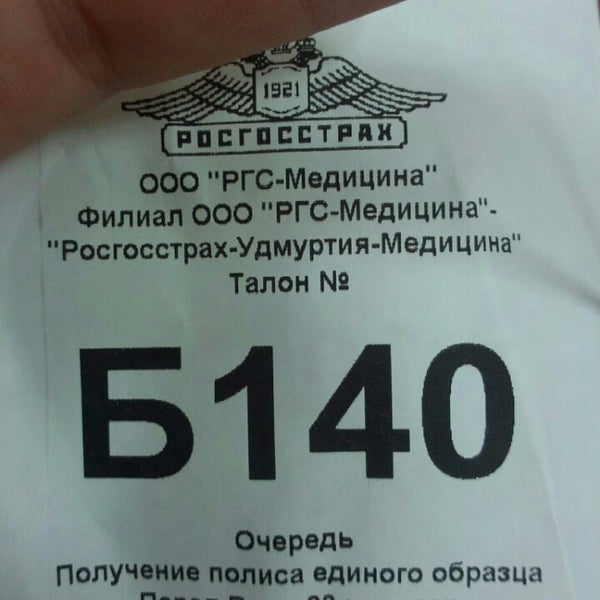 1921
РОСГОССТРАХ
ООО "РГС-Медицина"
Филиал ООО "РГС-Медицина"-
"Росгосстрах-Удмуртия-Медицина"
Талон №
Б140
Очередь
Получение полиса единого образца